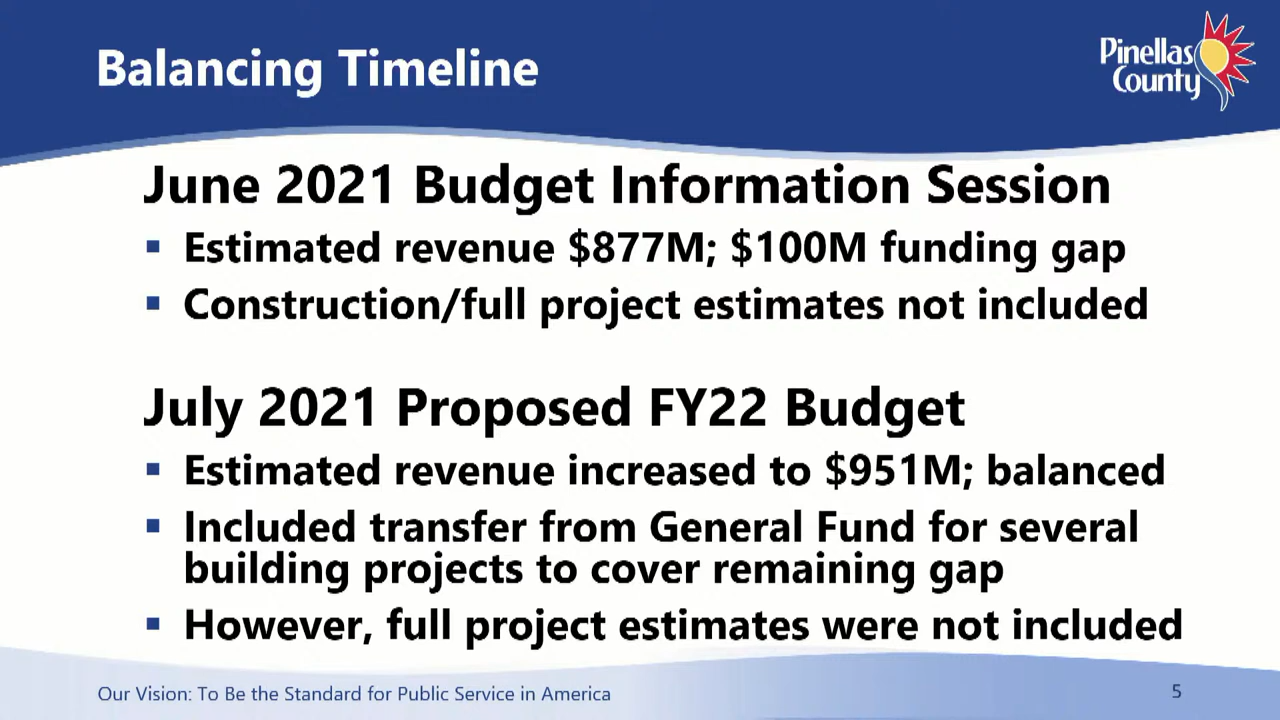 Balancing Timeline
Pinellas
County
June 2021 Budget Information Session
▪ Estimated revenue $877M; $100M funding gap
▪ Construction/full project estimates not included
July 2021 Proposed FY22 Budget
▪ Estimated revenue increased to $951M; balanced
▪ Included transfer from General Fund for several
building projects to cover remaining gap
▪ However, full project estimates were not included
Our Vision: To Be the Standard for Public Service in America
5